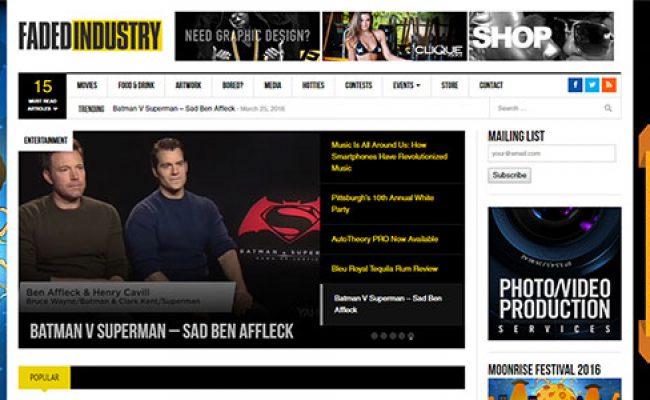 FADEDINDUSTRY
NEED GRAPHIC DESIGN?
CLIQUE
SHOP
15
MUST READ
ARTICLES
MOVIES
FOOD & DRINK
ARTWORK
BORED?
MEDIA
HOTTIES
CONTESTS
EVENTS
STORE
CONTACT
TRENDING
Batman V Superman – Sad Ben Affleck - March 25, 2016
Search ...
ENTERTAINMENT
BATMAN V SUPERMAN
Ben Affleck & Henry Cavill
Bruce Wayne/Batman & Clark Kent/Superman
BATMAN V SUPERMAN – SAD BEN AFFLECK
Music Is All Around Us: How
Smartphones Have Revolutionized
Music
Pittsburgh's 10th Annual White
Party
AutoTheory PRO Now Available
Bleu Royal Tequila Rum Review
Batman V Superman – Sad Ben
Affleck
POPULAR
MAILING LIST
your@email.com
Subscribe
PHOTO/VIDEO
PRODUCTION
SERVICES
MOONRISE FESTIVAL 2016